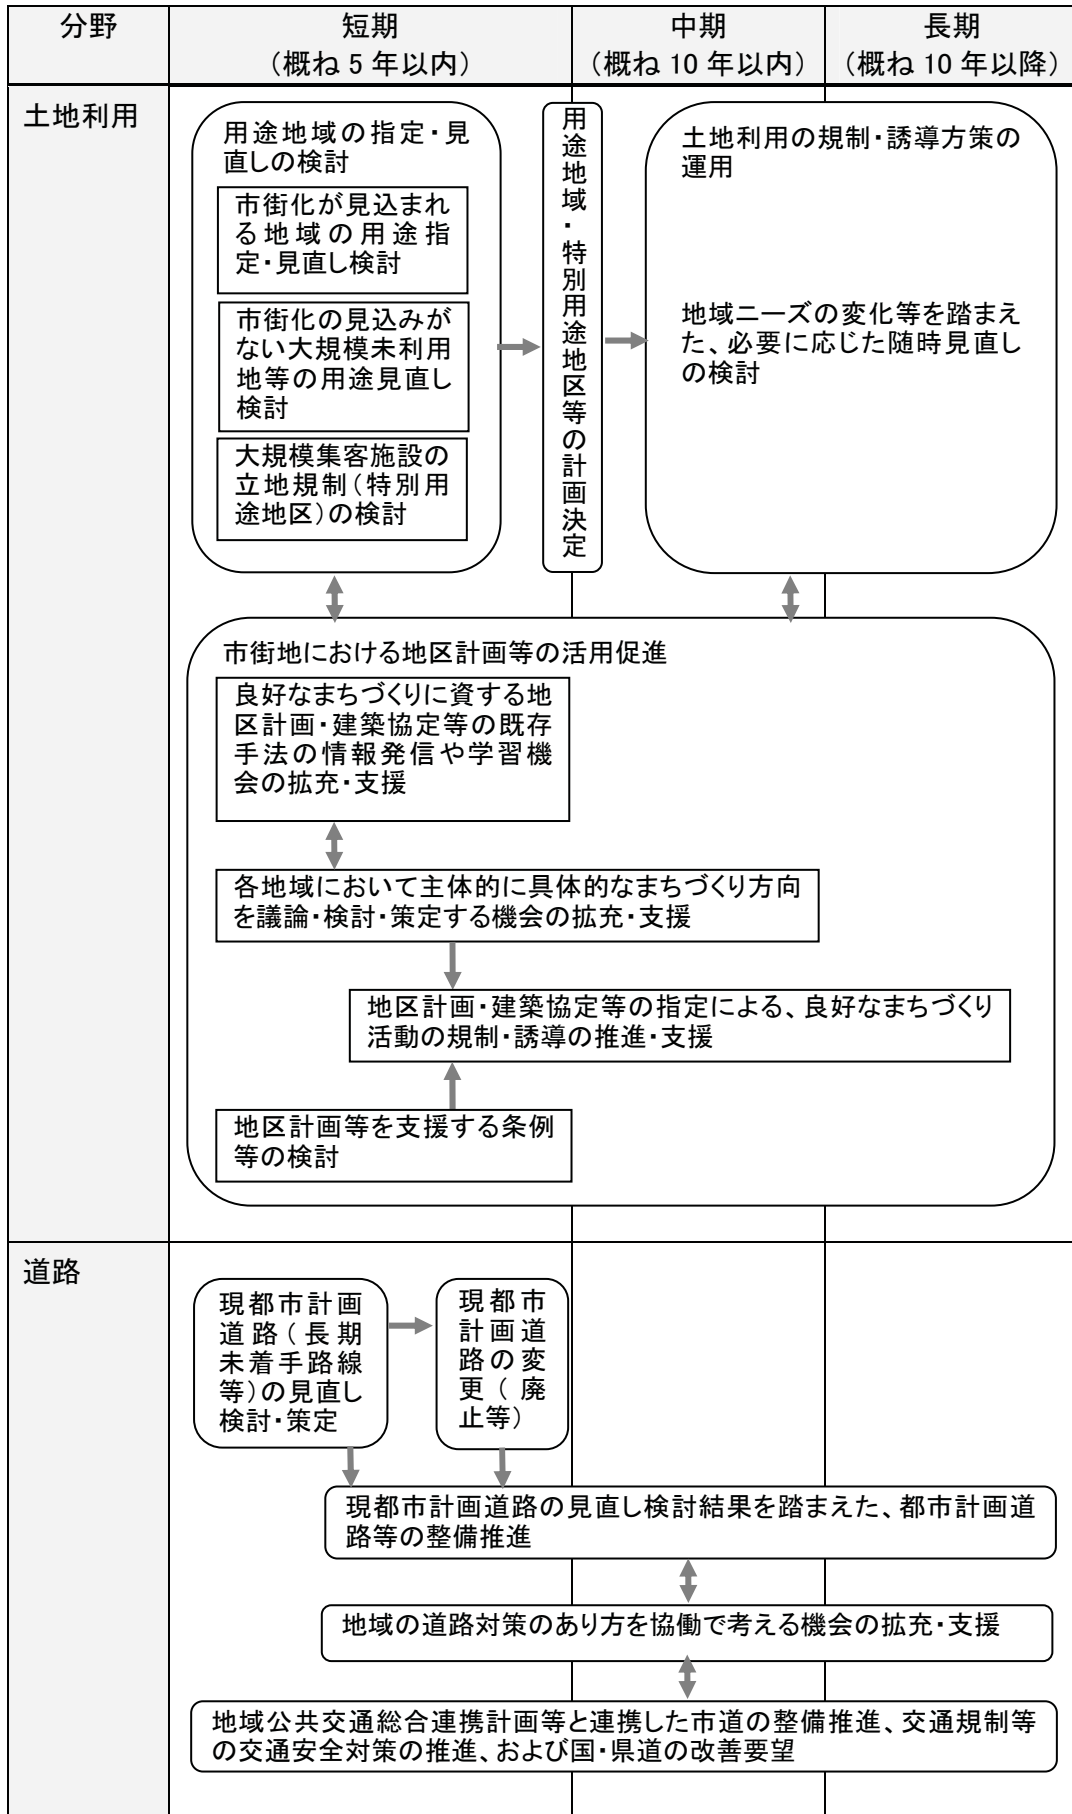 分野
短期
(概ね 5 年以内)
中期
(概ね 10 年以内)
長期
(概ね 10 年以降)
土地利用
用途地域の指定・見
直しの検討
市街化が見込まれ
る地域の用途指
定・見直し検討
市街化の見込みが
ない大規模未利用
地等の用途見直し
検討
大規模集客施設の
立地規制(特別用
途地区)の検討
用途地域・特別用途地区等の計画決定
土地利用の規制・誘導方策の
運用
地域ニーズの変化等を踏まえ
た、必要に応じた随時見直し
の検討
市街地における地区計画等の活用促進
良好なまちづくりに資する地
区計画・建築協定等の既存
手法の情報発信や学習機
会の拡充・支援
各地域において主体的に具体的なまちづくり方向
を議論・検討・策定する機会の拡充・支援
地区計画・建築協定等の指定による、良好なまちづくり
活動の規制・誘導の推進・支援
地区計画等を支援する条例
等の検討
道路
現都市計画
道路(長期
未着手路線
等)の見直し
検討・策定
現都市
計画道
路の変
更(廃
止等)
現都市計画道路の見直し検討結果を踏まえた、都市計画道
路等の整備推進
地域の道路対策のあり方を協働で考える機会の拡充・支援
地域公共交通総合連携計画等と連携した市道の整備推進、交通規制等
の交通安全対策の推進、および国・県道の改善要望